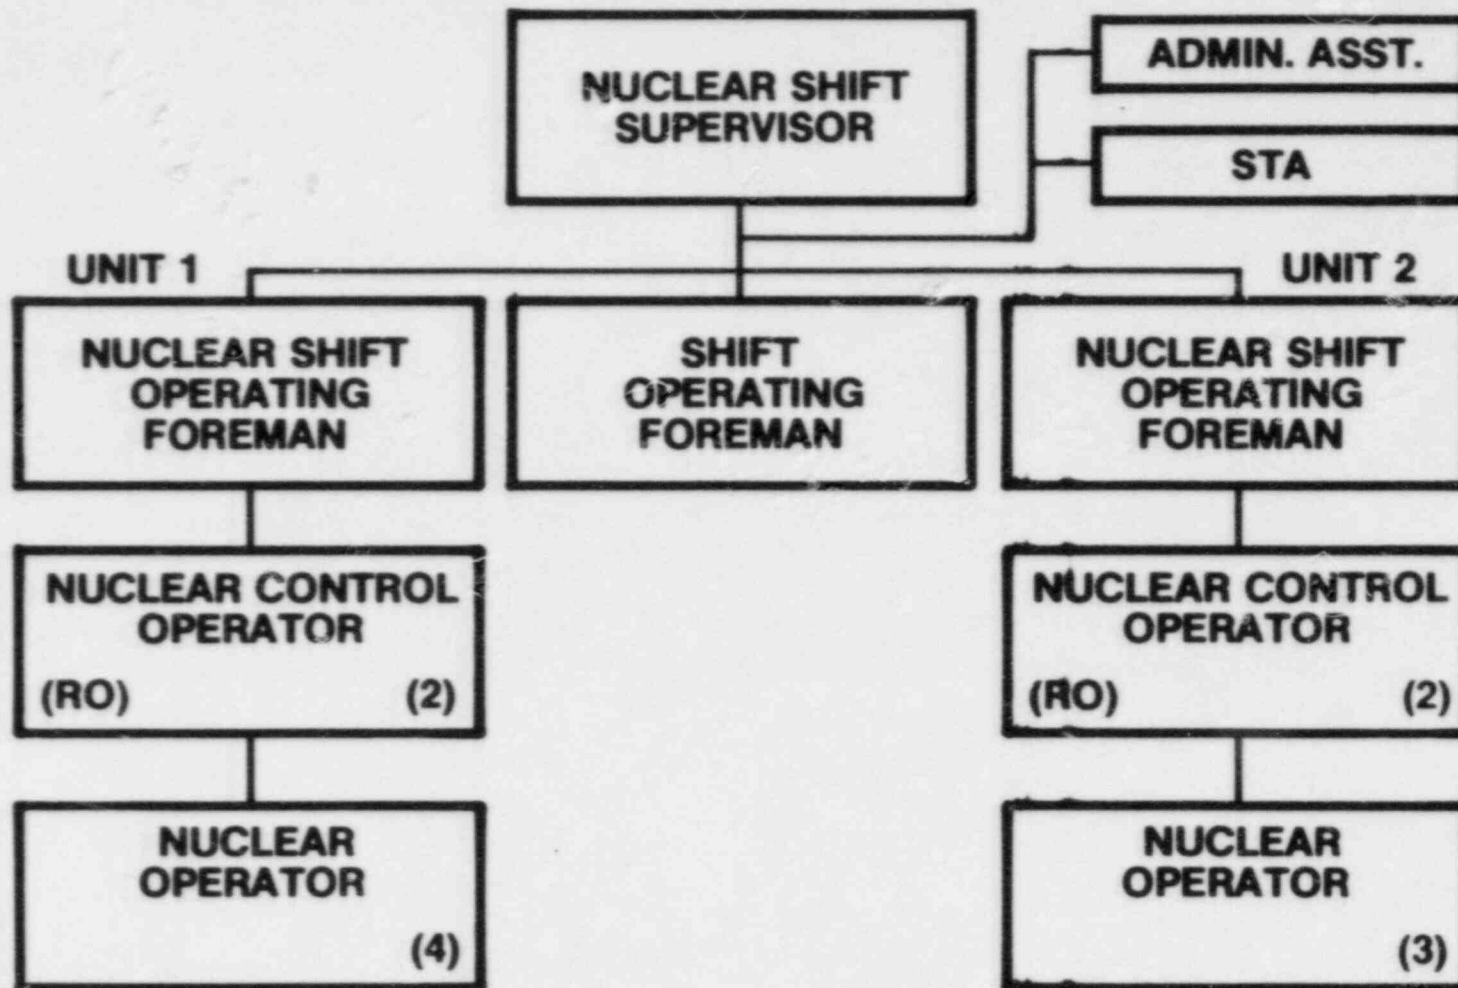 NUCLEAR SHIFT
SUPERVISOR
ADMIN. ASST.
STA
UNIT 1
UNIT 2
NUCLEAR SHIFT
OPERATING
FOREMAN
SHIFT
OPERATING
FOREMAN
NUCLEAR SHIFT
OPERATING
FOREMAN
NUCLEAR CONTROL
OPERATOR
(RO) (2)
NUCLEAR CONTROL
OPERATOR
(RO) (2)
NUCLEAR
OPERATOR
(4)
NUCLEAR
OPERATOR
(3)